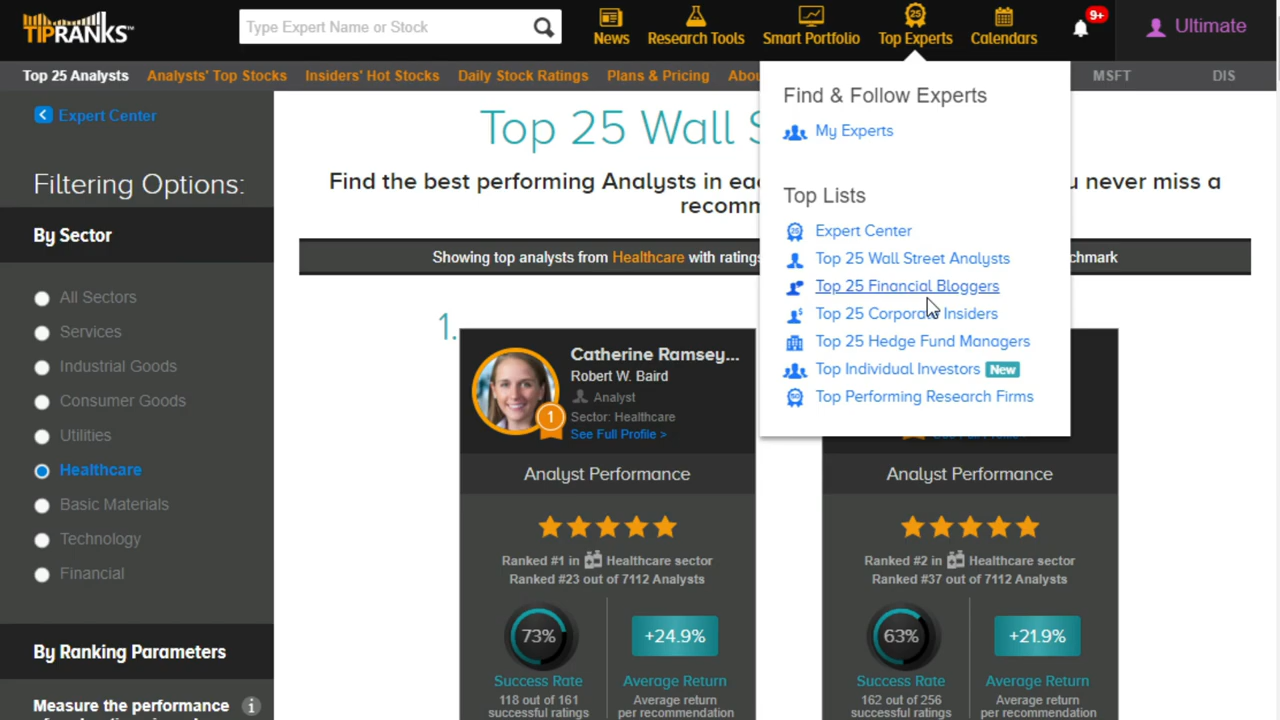 TIPRANKS
Type Expert Name or Stock
News
Research Tools
Smart Portfolio
25
Top Experts
Calendars
9+
Ultimate
Top 25 Analysts
Analysts' Top Stocks
Insiders' Hot Stocks
Daily Stock Ratings
Plans & Pricing
Abou
MSFT
DIS
Expert Center
Filtering Options:
By Sector
All Sectors
Services
Industrial Goods
Consumer Goods
Utilities
Healthcare
Basic Materials
Technology
Financial
By Ranking Parameters
Measure the performance
Top 25 Wall S
Find the best performing Analysts in ea
u never miss a
recomm
Showing top analysts from Healthcare with rating
hmark
Find & Follow Experts
My Experts
Top Lists
Expert Center
Top 25 Wall Street Analysts
Top 25 Financial Bloggers
Top 25 Corporate Insiders
Top 25 Hedge Fund Managers
Top Individual Investors New
Top Performing Research Firms
1.
Catherine Ramsey...
Robert W. Baird
Analyst
Sector: Healthcare
See Full Profile >
1
Analyst Performance
Ranked #1 in Healthcare sector
Ranked #23 out of 7112 Analysts
73%
+24.9%
Success Rate
Average Return
118 out of 161
successful ratings
Average return
per recommendation
Analyst Performance
Ranked #2 in Healthcare sector
Ranked #37 out of 7112 Analysts
63%
+21.9%
Success Rate
Average Return
162 out of 256
successful ratings
Average return
per recommendation